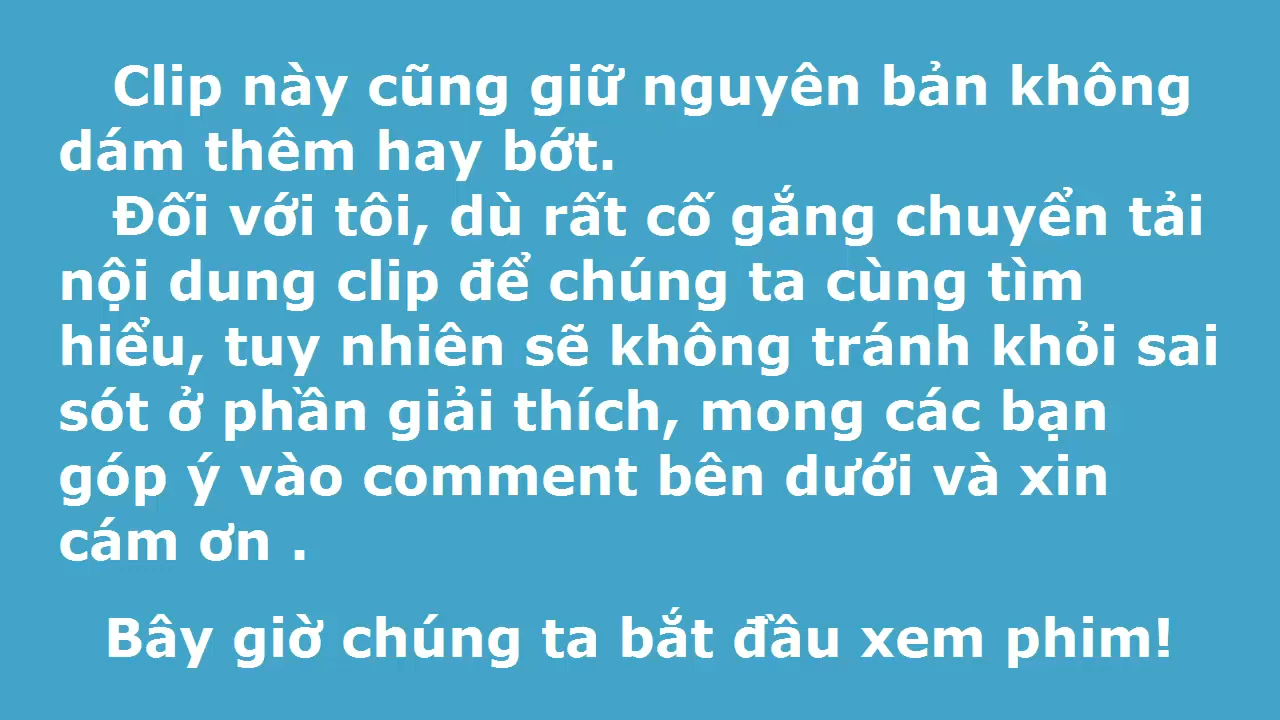 Clip này cũng giữ nguyên bản không
dám thêm hay bớt.
Đối với tôi, dù rất cố gắng chuyển tải
nội dung clip để chúng ta cùng tìm
hiểu, tuy nhiên sẽ không tránh khỏi sai
sót ở phần giải thích, mong các bạn
góp ý vào comment bên dưới và xin
cám ơn .
Bây giờ chúng ta bắt đầu xem phim!